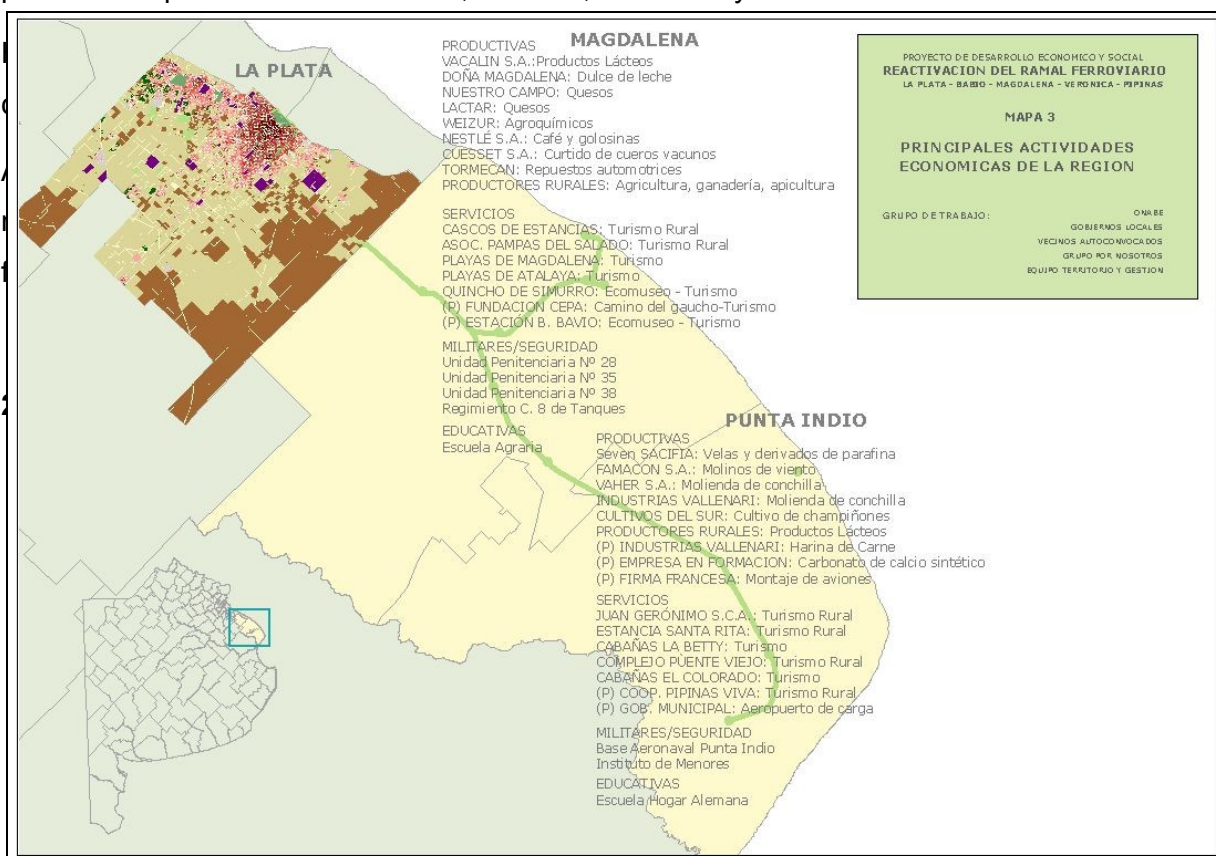 LA PLATA
MAGDALENA
PRODUCTIVAS
VACALIN S.A.:Productos Lácteos
DOÑA MAGDALENA: Dulce de leche
NUESTRO CAMPO: Quesos
LACTAR: Quesos
WEIZUR: Agroquímicos
NESTLÉ S.A.: Café y golosinas
CUESSET S.A.: Curtido de cueros vacunos
TORMECAN: Repuestos automotrices
PRODUCTORES RURALES: Agricultura, ganadería, apicultura
SERVICIOS
CASCOS DE ESTANCIAS: Turismo Rural
ASOC. PAMPAS DEL SALADO: Turismo Rural
PLAYAS DE MAGDALENA: Turismo
PLAYAS DE ATALAYA: Turismo
QUINCHO DE SIMURRO: Ecomuseo - Turismo
(P) FUNDACION CEPA: Camino del gaucho-Turismo
(P) ESTACIÓN B. BAVIO: Ecomuseo - Turismo
MILITARES/SEGURIDAD
Unidad Penitenciaria Nº 28
Unidad Penitenciaria Nº 35
Unidad Penitenciaria Nº 38
Regimiento C. 8 de Tanques
EDUCATIVAS
Escuela Agraria
PUNTA INDIO
PRODUCTIVAS
Seven SACIFIA: Velas y derivados de parafina
FAMACON S.A.: Molinos de viento
VAHER S.A.: Molienda de conchilla
INDUSTRIAS VALLENARI: Molienda de conchilla
CULTIVOS DEL SUR: Cultivo de champiñones
PRODUCTORES RURALES: Productos Lácteos
(P) INDUSTRIAS VALLENARI: Harina de Carne
(P) EMPRESA EN FORMACION: Carbonato de calcio sintético
(P) FIRMA FRANCESA: Montaje de aviones
SERVICIOS
JUAN GERÓNIMO S.C.A.: Turismo Rural
ESTANCIA SANTA RITA: Turismo Rural
CABAÑAS LA BETTY: Turismo
COMPLEJO PUENTE VIEJO: Turismo Rural
CABAÑAS EL COLORADO: Turismo
(P) COOP. PIPINAS VIVA: Turismo Rural
(P) GOB. MUNICIPAL: Aeropuerto de carga
MILITARES/SEGURIDAD
Base Aeronaval Punta Indio
Instituto de Menores
EDUCATIVAS
Escuela Hogar Alemana
PROYECTO DE DESARROLLO ECONOMICO Y SOCIAL
REACTIVACION DEL RAMAL FERROVIARIO
LA PLATA - BABIO - MAGDALENA - VERONICA - PIPINAS
MAPA 3
PRINCIPALES ACTIVIDADES
ECONOMICAS DE LA REGION
GRUPO DE TRABAJO:
ONABE
GOBIERNOS LOCALES
VECINOS AUTOCONVOCADOS
GRUPO POR NOSOTROS
EQUIPO TERRITORIO Y GESTION